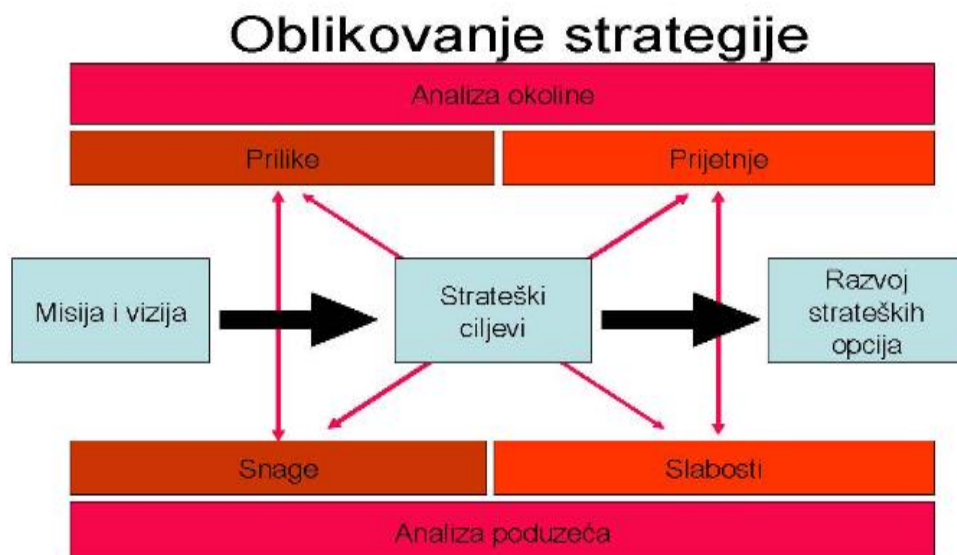 Oblikovanje strategije
Analiza okoline
Prilike
Prijetnje
Misija i vizija
Strateški
ciljevi
Razvoj
strateških
opcija
Snage
Slabosti
Analiza poduzeća